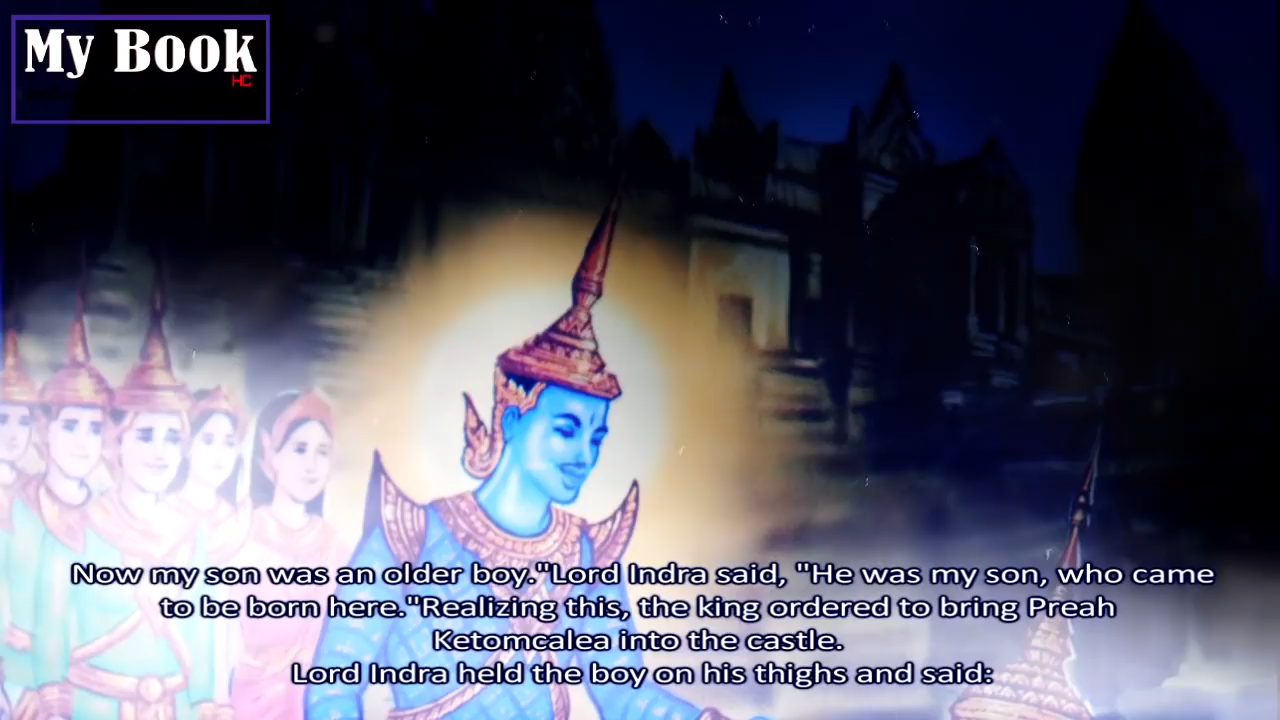 My Book
HC
Now my son was an older boy."Lord Indra said, "He was my son, who came
to be born here."Realizing this, the king ordered to bring Preah
Ketomcalea into the castle.
Lord Indra held the boy on his thighs and said: